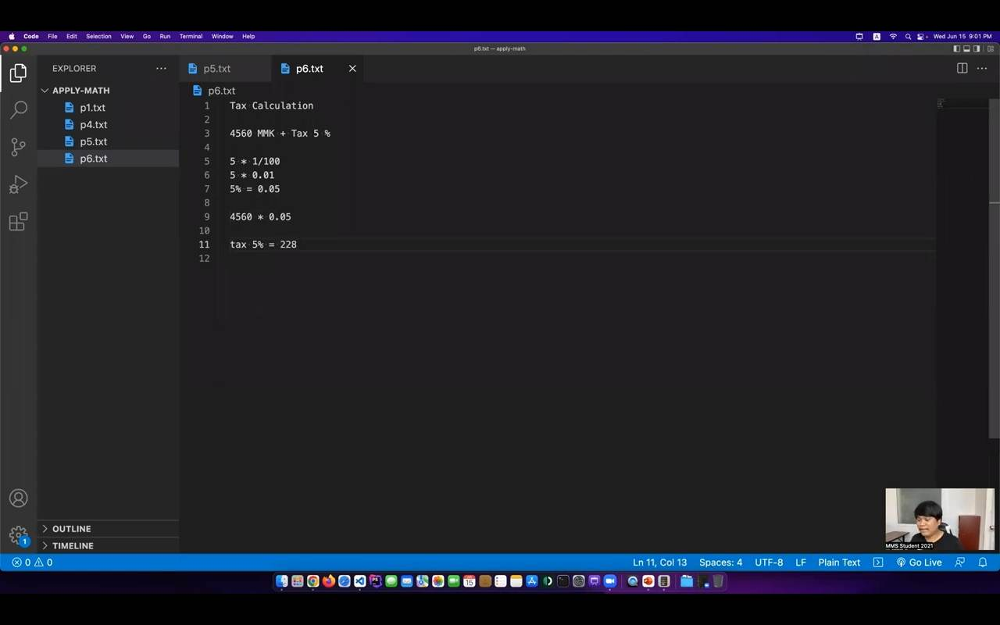 Code File Edit Selection View Go Run Terminal Window Help
A Wed Jun 15 9:01 PM
p6.txt — apply-math
EXPLORER
p5.txt
p6.txt
APPLY-MATH
p1.txt
p4.txt
p5.txt
p6.txt
p6.txt
1 Tax Calculation
2
3 4560 MMK + Tax 5 %
4
5 5 * 1/100
6 5 * 0.01
7 5% = 0.05
8
9 4560 * 0.05
10
11 tax 5% = 228
12
MMS Student 2021
1
OUTLINE
TIMELINE
0 0
Ln 11, Col 13 Spaces: 4 UTF-8 LF Plain Text Go Live
15